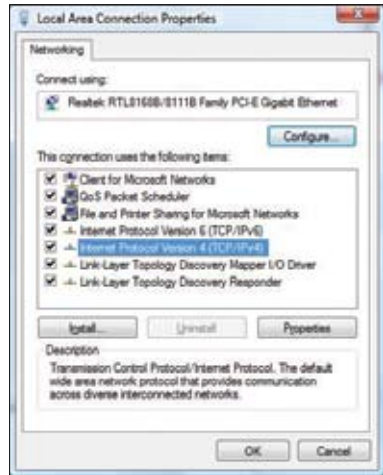 Local Area Connection Properties
Networking
Connect using:
Realtek RTL8168B/8111B Family PCI-E Gigabit Ethernet
Configure...
This connection uses the following items:
Client for Microsoft Networks
QoS Packet Scheduler
File and Printer Sharing for Microsoft Networks
Internet Protocol Version 6 (TCP/IPv6)
Internet Protocol Version 4 (TCP/IPv4)
Link-Layer Topology Discovery Mapper I/O Driver
Link-Layer Topology Discovery Responder
Install...
Uninstall
Properties
Description
Transmission Control Protocol/Internet Protocol. The default
wide area network protocol that provides communication
across diverse interconnected networks.
OK
Cancel